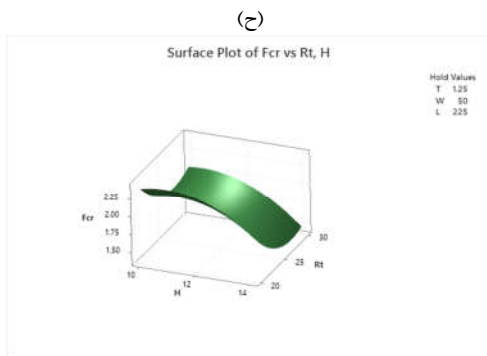 (ح)
Surface Plot of Fcr vs Rt, H
Hold Values
T 1.25
W 50
L 225
2.25
2.00
1.75
1.50
Fcr
10
12
14
H
20
25
30
Rt